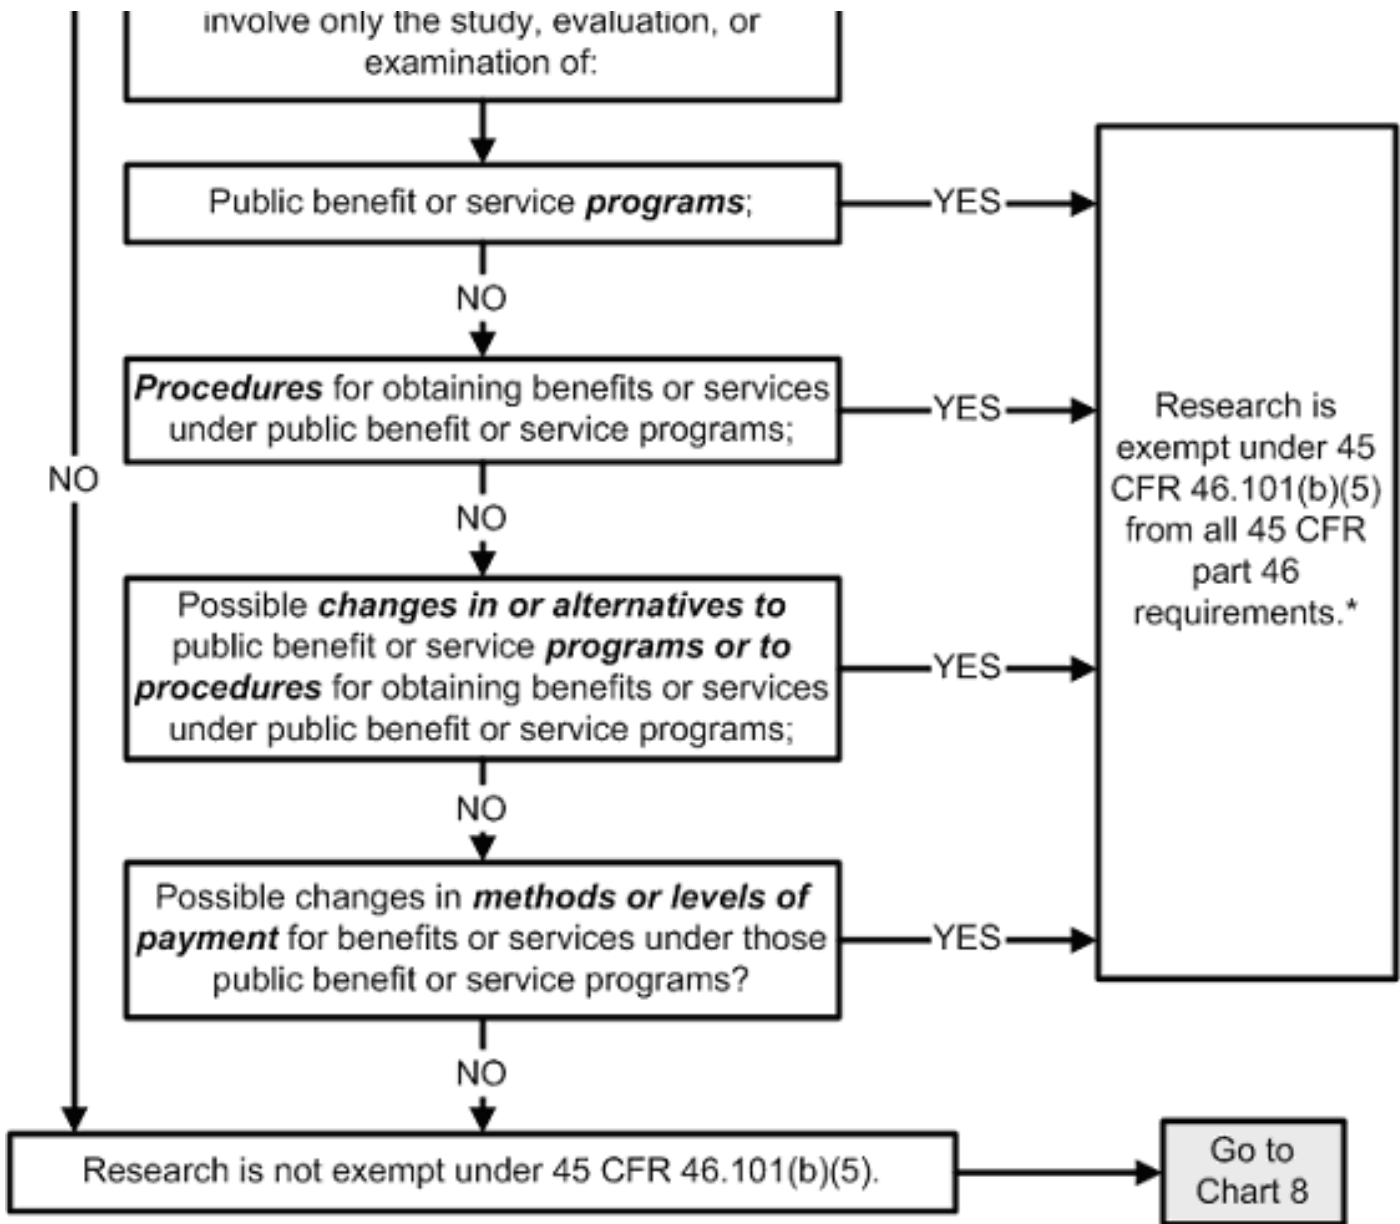 involve only the study, evaluation, or
examination of:
Public benefit or service programs;
YES
NO
Procedures for obtaining benefits or services
under public benefit or service programs;
YES
Research is
exempt under 45
CFR 46.101(b)(5)
from all 45 CFR
part 46
requirements.*
NO
NO
Possible changes in or alternatives to
public benefit or service programs or to
procedures for obtaining benefits or services
under public benefit or service programs;
YES
NO
Possible changes in methods or levels of
payment for benefits or services under those
public benefit or service programs?
YES
NO
Research is not exempt under 45 CFR 46.101(b)(5).
Go to
Chart 8